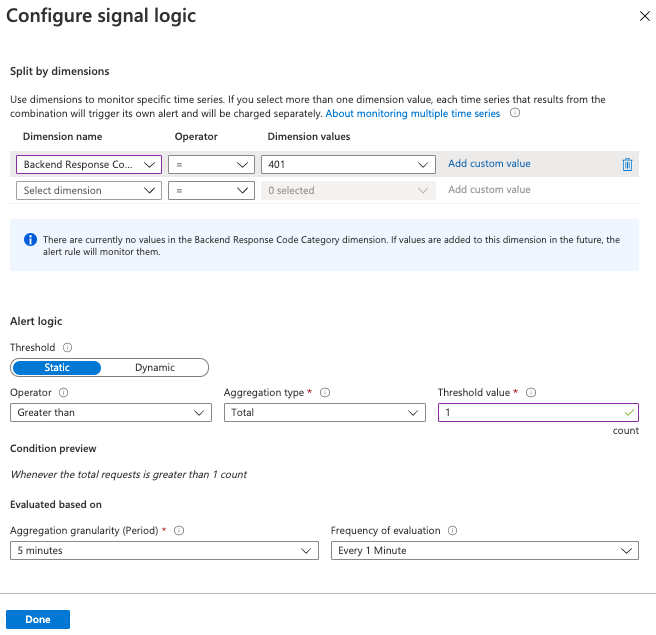 Configure signal logic
Split by dimensions
Use dimensions to monitor specific time series. If you select more than one dimension value, each time series that results from the
combination will trigger its own alert and will be charged separately. About monitoring multiple time series
Dimension name Operator Dimension values
Backend Response Co... = 401 Add custom value
Select dimension = 0 selected Add custom value
There are currently no values in the Backend Response Code Category dimension. If values are added to this dimension in the future, the
alert rule will monitor them.
Alert logic
Threshold
Static Dynamic
Operator Aggregation type * Threshold value *
Greater than Total 1
count
Condition preview
Whenever the total requests is greater than 1 count
Evaluated based on
Aggregation granularity (Period) * Frequency of evaluation
5 minutes Every 1 Minute
Done